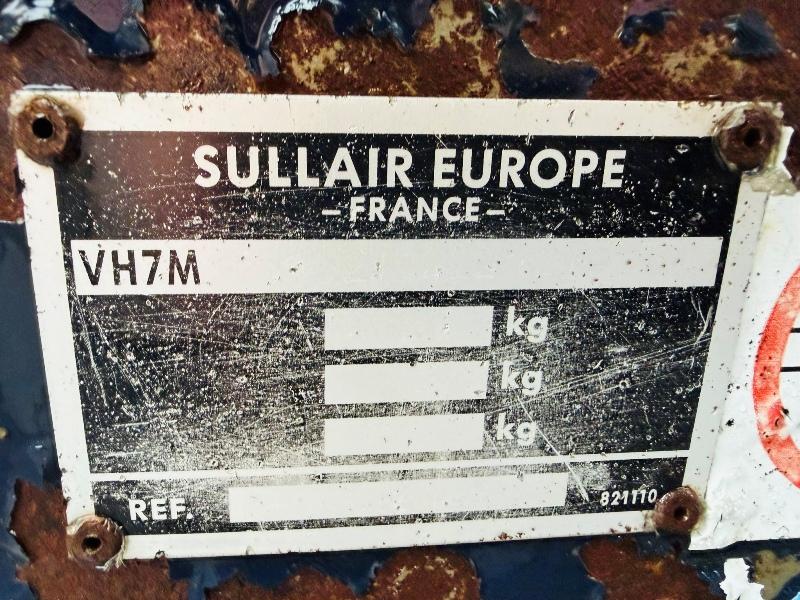 SULLAIR EUROPE
-FRANCE-
VH7M
kg
kg
kg
REF. 821110